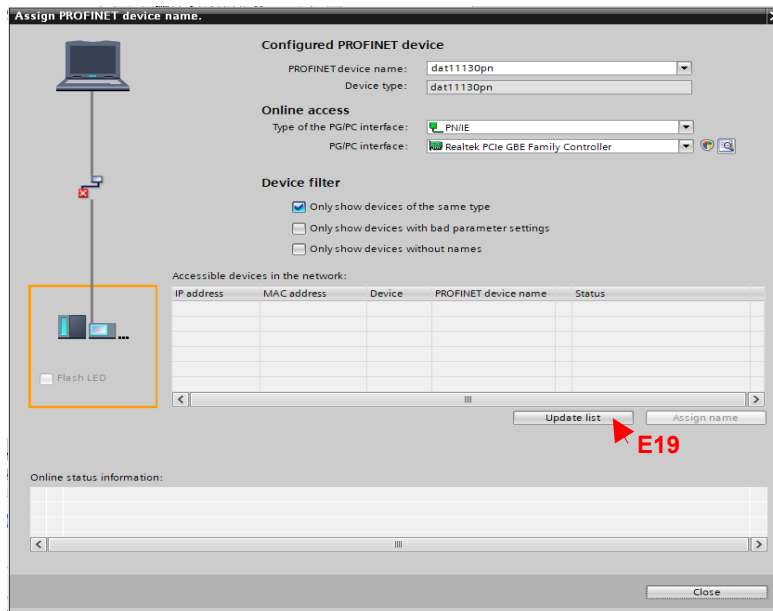 Assign PROFINET device name.
Configured PROFINET device
PROFINET device name: dat11130pn
Device type: dat11130pn
Online access
Type of the PG/PC interface: PN/IE
PG/PC interface: Realtek PCIe GBE Family Controller
Device filter
Only show devices of the same type
Only show devices with bad parameter settings
Only show devices without names
Accessible devices in the network:
IP address MAC address Device PROFINET device name Status
Flash LED
Update list Assign name
E19
Online status information:
Close